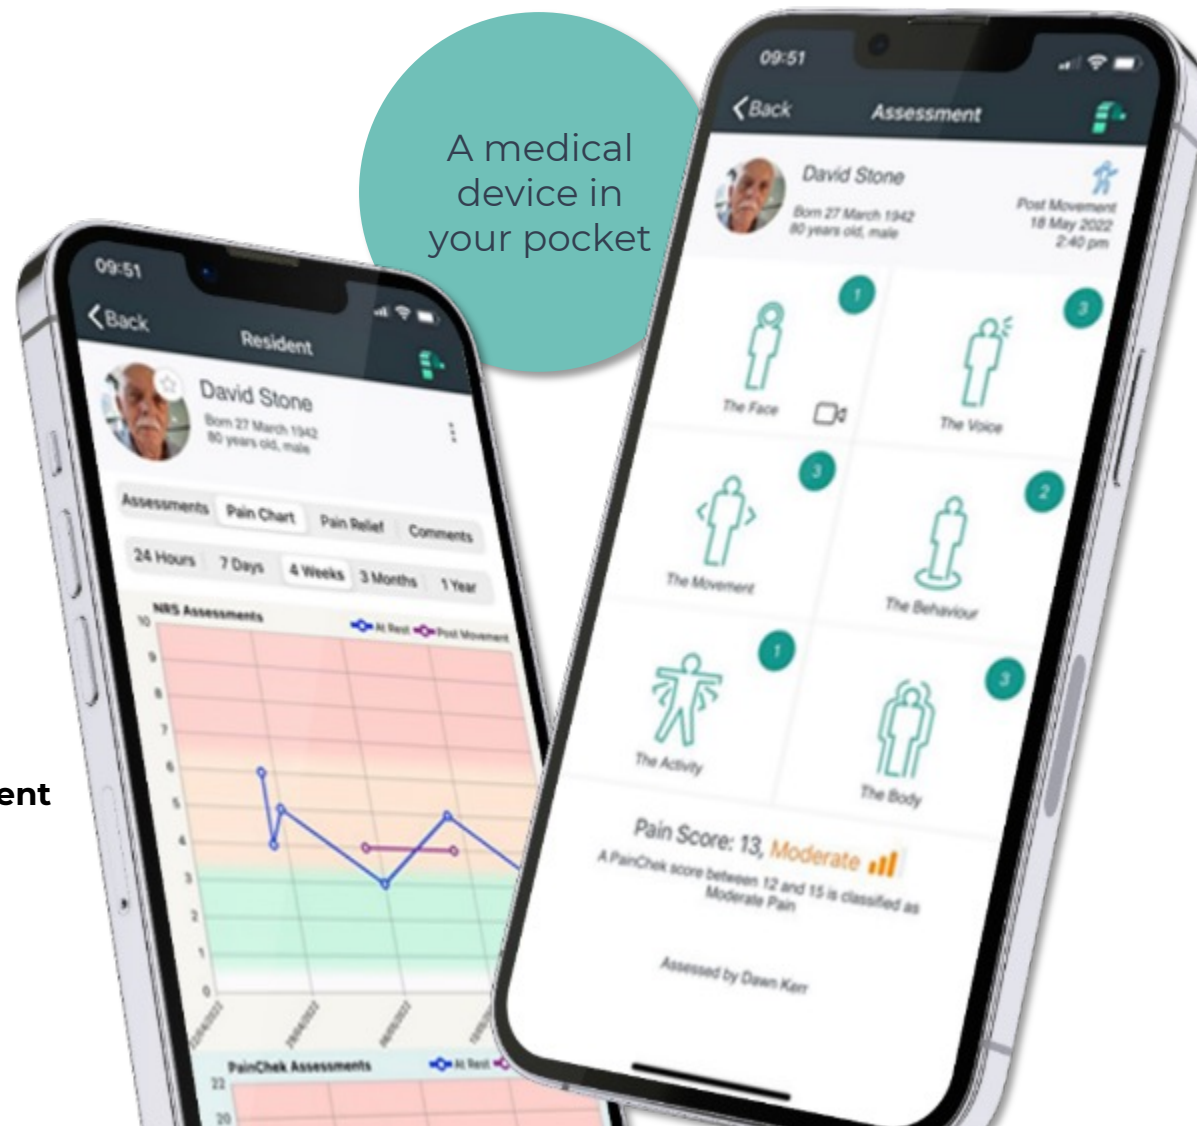 A medical
device in
your pocket
09:51
Back
Resident
David Stone
Born 27 March 1942
80 years old, male
Assessments Pain Chart Pain Relief Comments
24 Hours 7 Days 4 Weeks 3 Months 1 Year
NRS Assessments At Rest Post Movement
10
9
8
7
6
5
4
3
2
1
0
PainChek Assessments At Rest
22
20
ent
09:51
Back Assessment
David Stone
Born 27 March 1942
80 years old, male
Post Movement
18 May 2022
2:40 pm
1
The Face
3
The Voice
3
The Movement
2
The Behaviour
1
The Activity
3
The Body
Pain Score: 13, Moderate
A PainChek score between 12 and 15 is classified as
Moderate Pain
Assessed by Dawn Kerr